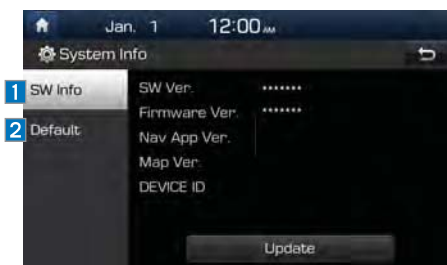 Jan. 1 12:00 AM
System Info
1 SW Info
SW Ver. *******
Firmware Ver. *******
2 Default
Nav App Ver.
Map Ver.
DEVICE ID
Update